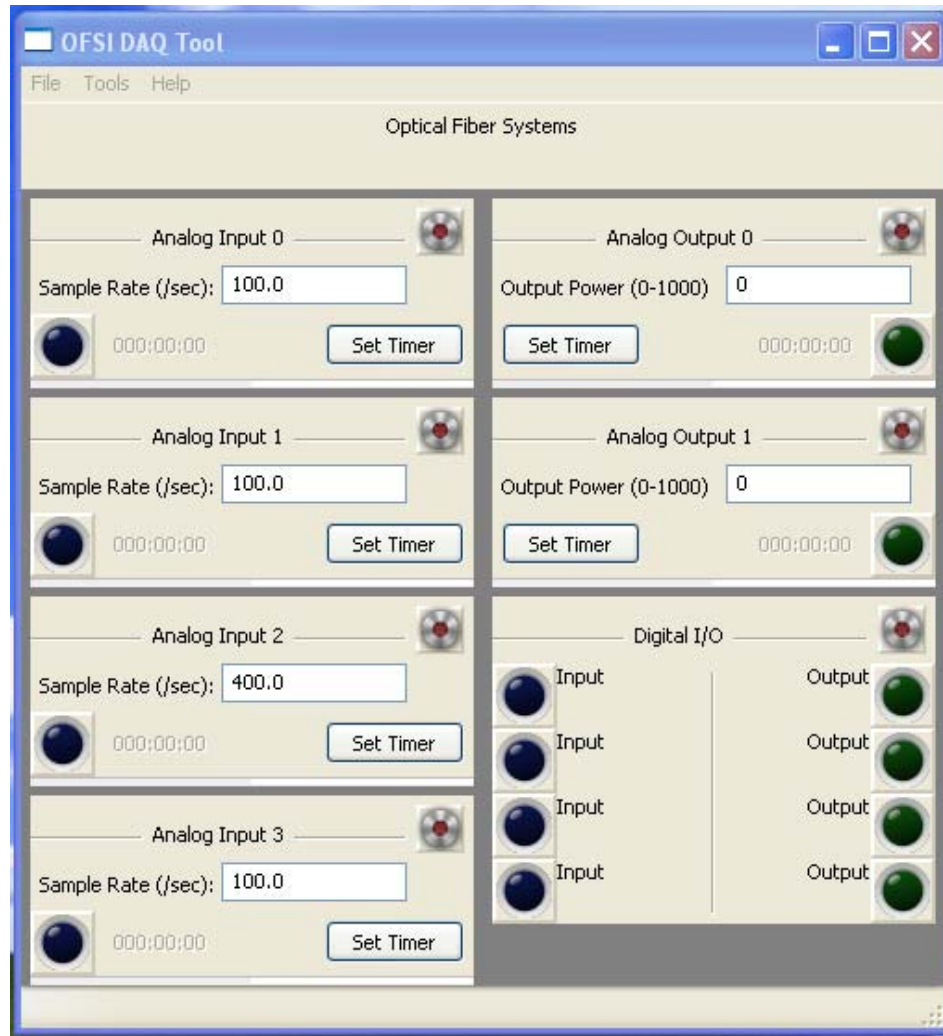 OFSI DAQ Tool
File Tools Help
Optical Fiber Systems
Analog Input 0
Sample Rate (/sec): 100.0
000:00:00 Set Timer
Analog Input 1
Sample Rate (/sec): 100.0
000:00:00 Set Timer
Analog Input 2
Sample Rate (/sec): 400.0
000:00:00 Set Timer
Analog Input 3
Sample Rate (/sec): 100.0
000:00:00 Set Timer
Analog Output 0
Output Power (0-1000) 0
Set Timer 000:00:00
Analog Output 1
Output Power (0-1000) 0
Set Timer 000:00:00
Digital I/O
Input Output
Input Output
Input Output
Input Output